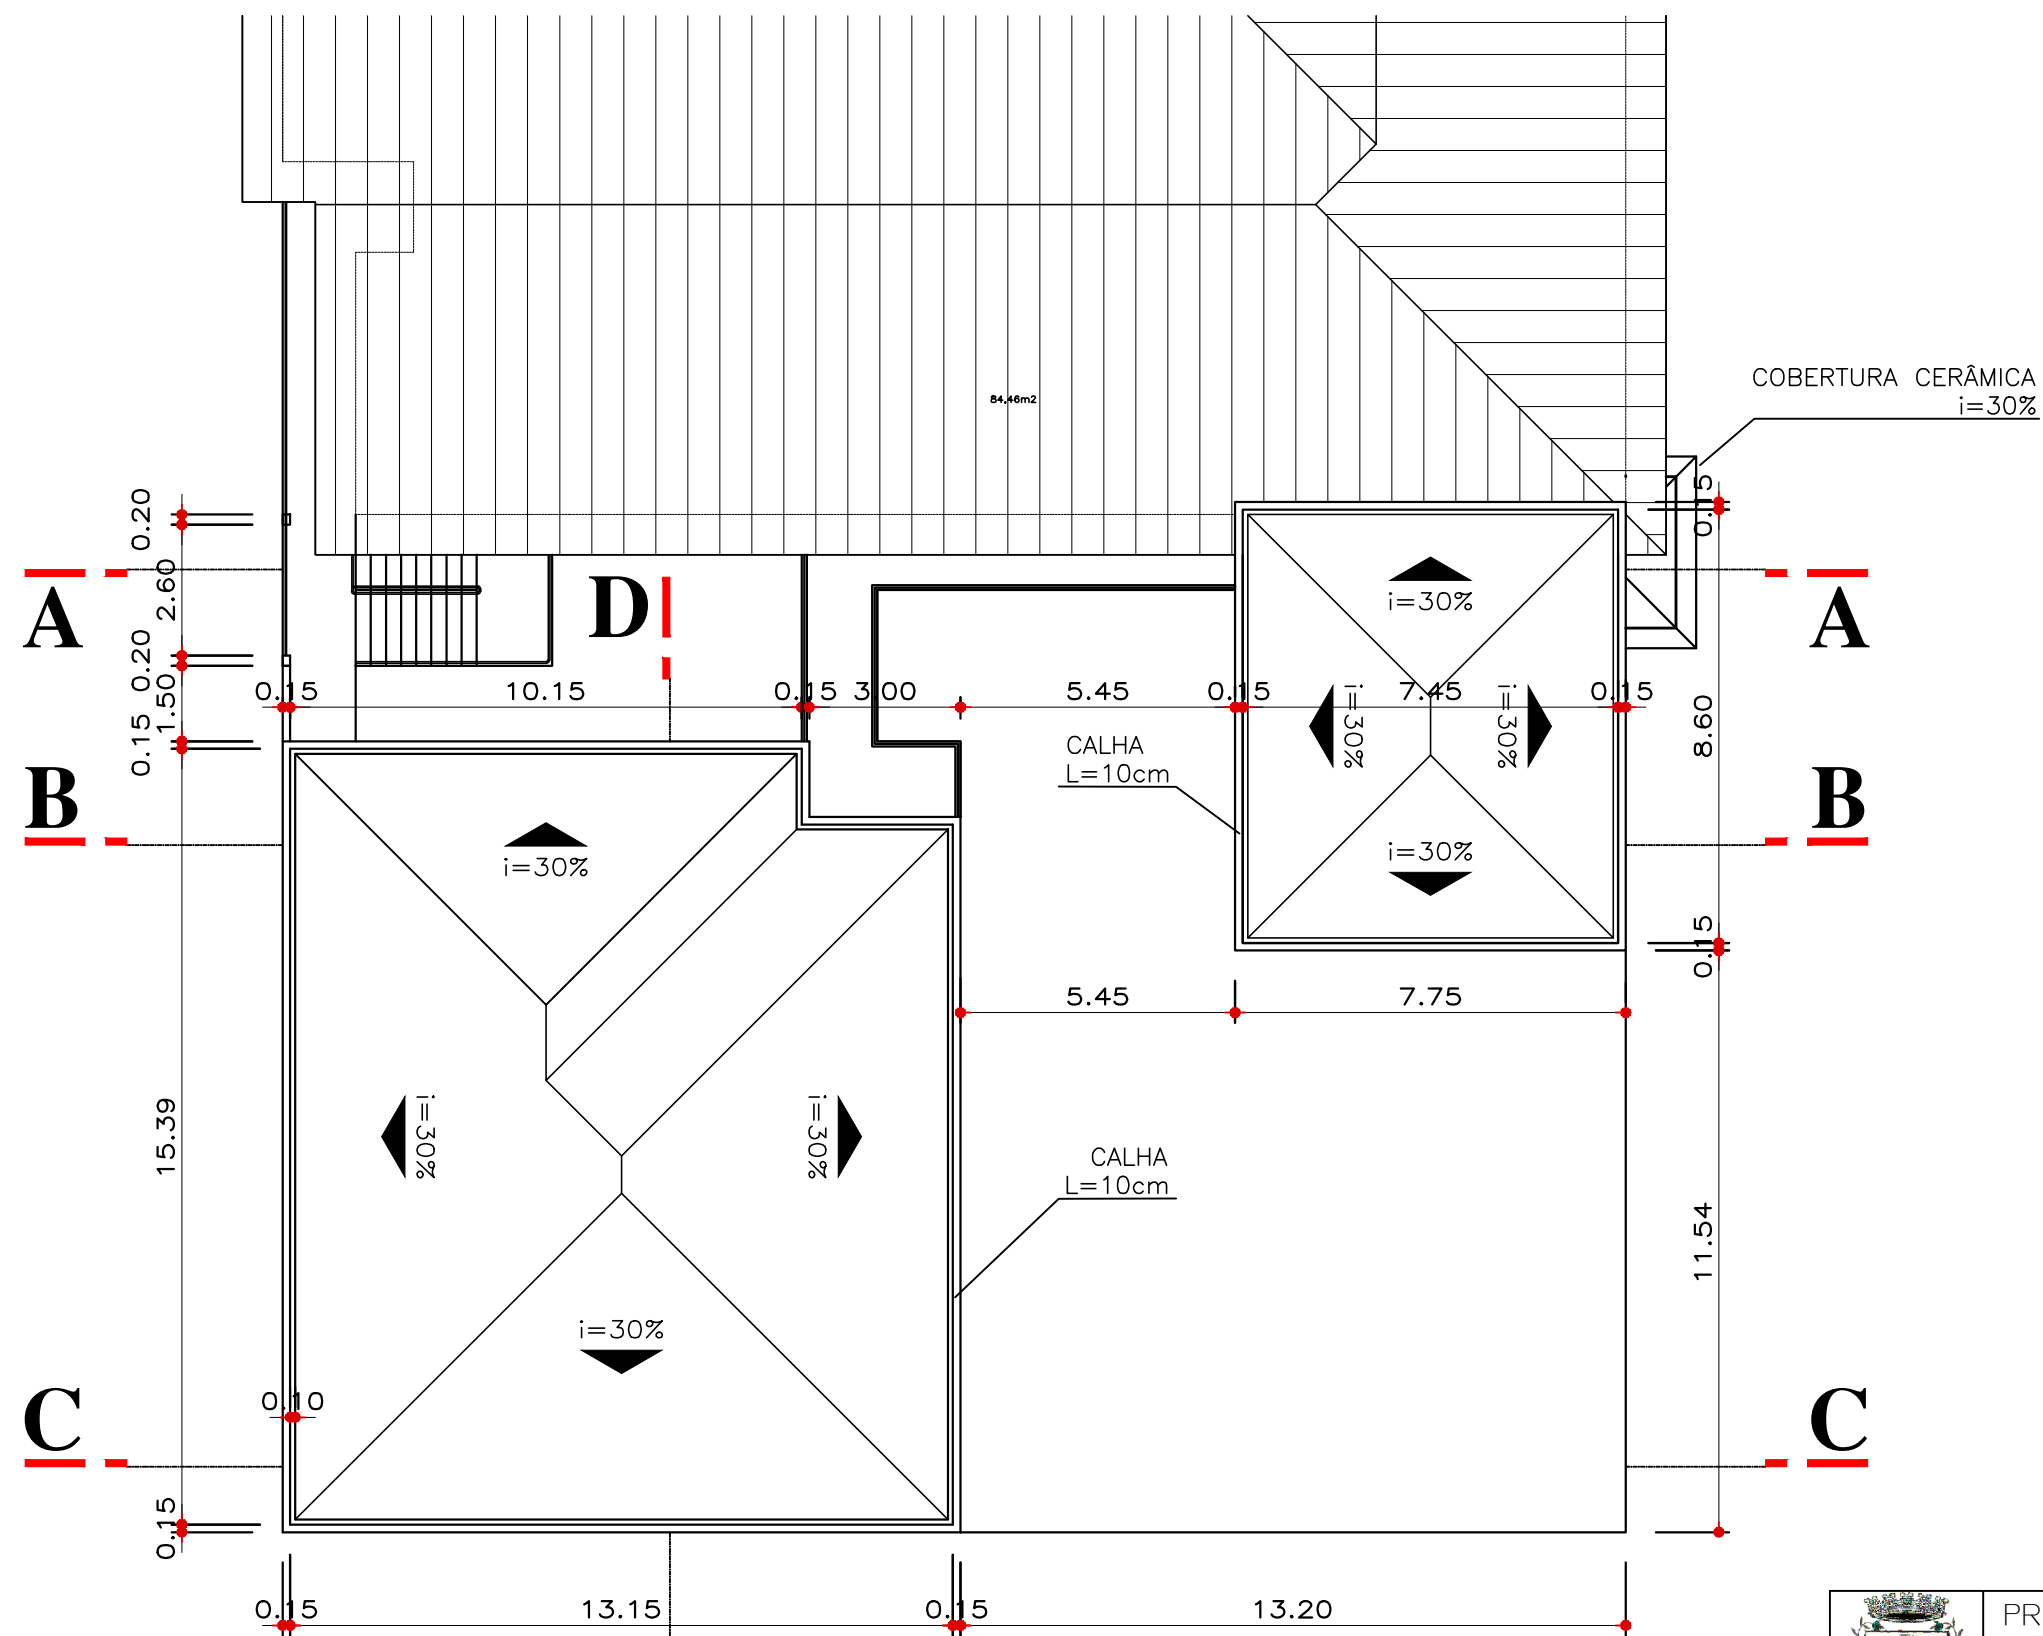 COBERTURA CERÂMICA
i=30%
84,46m2
0.20
0.15
2.60
A
D
A
i=30%
0.20
0.15
10.15
0.15
3.00
5.45
0.15
7.45
0.15
1.50
i=30%
i=30%
8.60
0.15
CALHA
L=10cm
B
B
i=30%
i=30%
0.15
5.45
7.75
15.39
i=30%
i=30%
CALHA
L=10cm
11.54
i=30%
0.10
C
C
0.15
0.15
13.15
0.15
13.20
PR